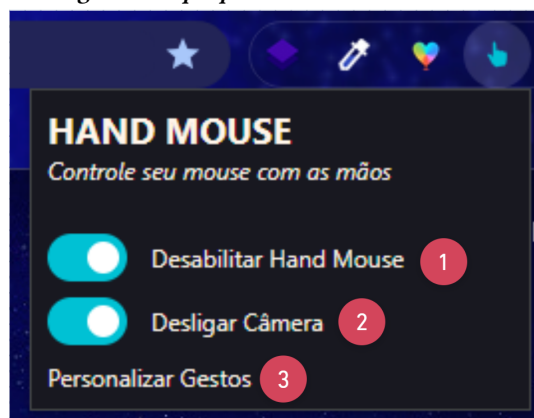 HAND MOUSE
Controle seu mouse com as mãos
Desabilitar Hand Mouse 1
Desligar Câmera 2
Personalizar Gestos 3